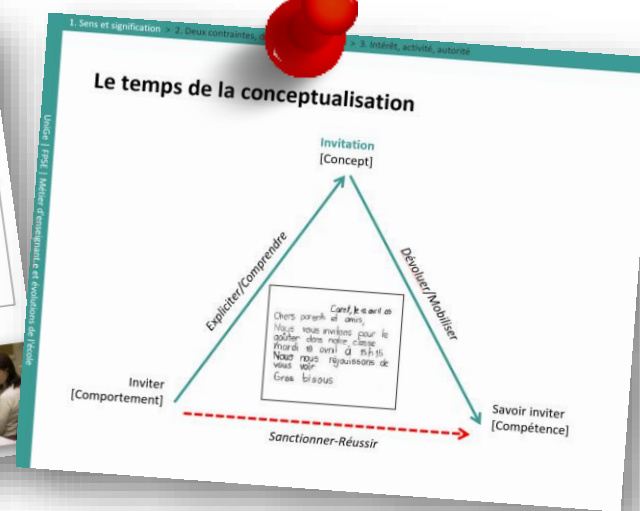 1. Sens et signification > 2. Deux contraintes, > 3. Intérêt, activité, autorité
UniGe | FPSE | Métier d'enseignant.e et évolutions de l'école
Le temps de la conceptualisation
Invitation
[Concept]
Expliciter/Comprendre
Dévoluer/Mobiliser
le avril
Chers parents et amis,
Nous vous invitons pour le
goûter dans notre classe
mardi avril à 15h15
Nous nous réjouissons de
vous voir
Gros bisous
Inviter
[Comportement]
Savoir inviter
[Compétence]
Sanctionner-Réussir